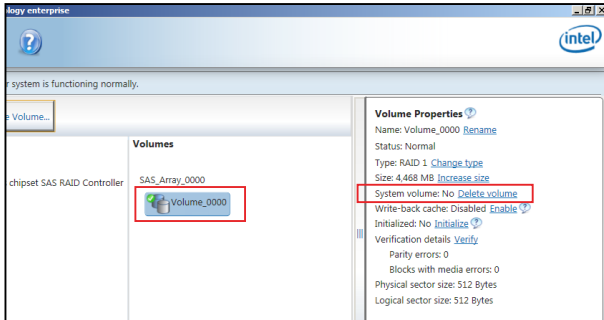 ology enterprise
intel
r system is functioning normally.
e Volume...
Volumes
chipset SAS RAID Controller
SAS_Array_0000
Volume_0000
Volume Properties
Name: Volume_0000 Rename
Status: Normal
Type: RAID 1 Change type
Size: 4,468 MB Increase size
System volume: No Delete volume
Write-back cache: Disabled Enable
Initialized: No Initialize
Verification details Verify
Parity errors: 0
Blocks with media errors: 0
Physical sector size: 512 Bytes
Logical sector size: 512 Bytes